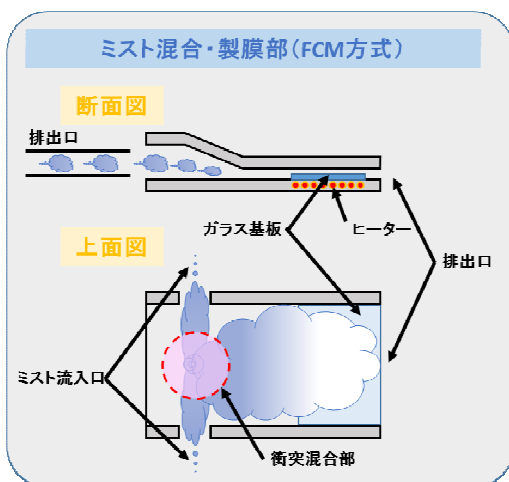 ミスト混合・製膜部（FCM方式）
断面図
排出口
ガラス基板
ヒーター
上面図
排出口
ミスト流入口
衝突混合部